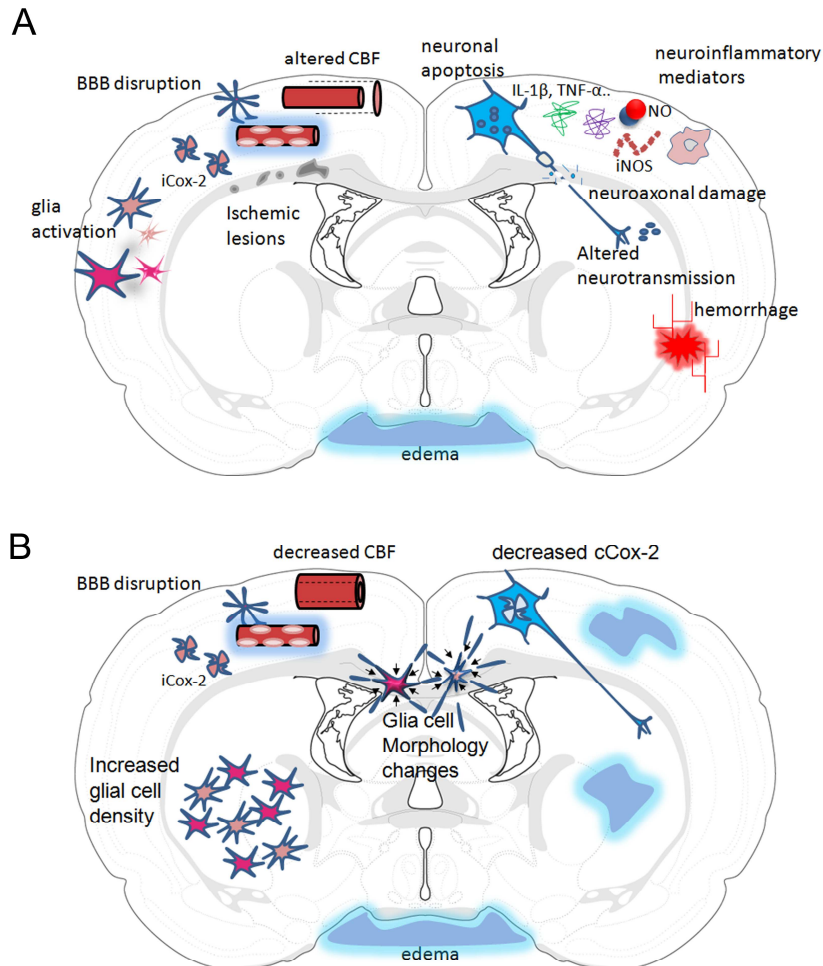 A
BBB disruption
altered CBF
neuronal
apoptosis
neuroinflammatory
mediators
IL-1β, TNF-α..
NO
iNOS
iCox-2
glia
activation
Ischemic
lesions
neuroaxonal damage
Altered
neurotransmission
hemorrhage
edema
B
BBB disruption
decreased CBF
decreased cCox-2
iCox-2
Glia cell
Morphology
changes
Increased
glial cell
density
edema